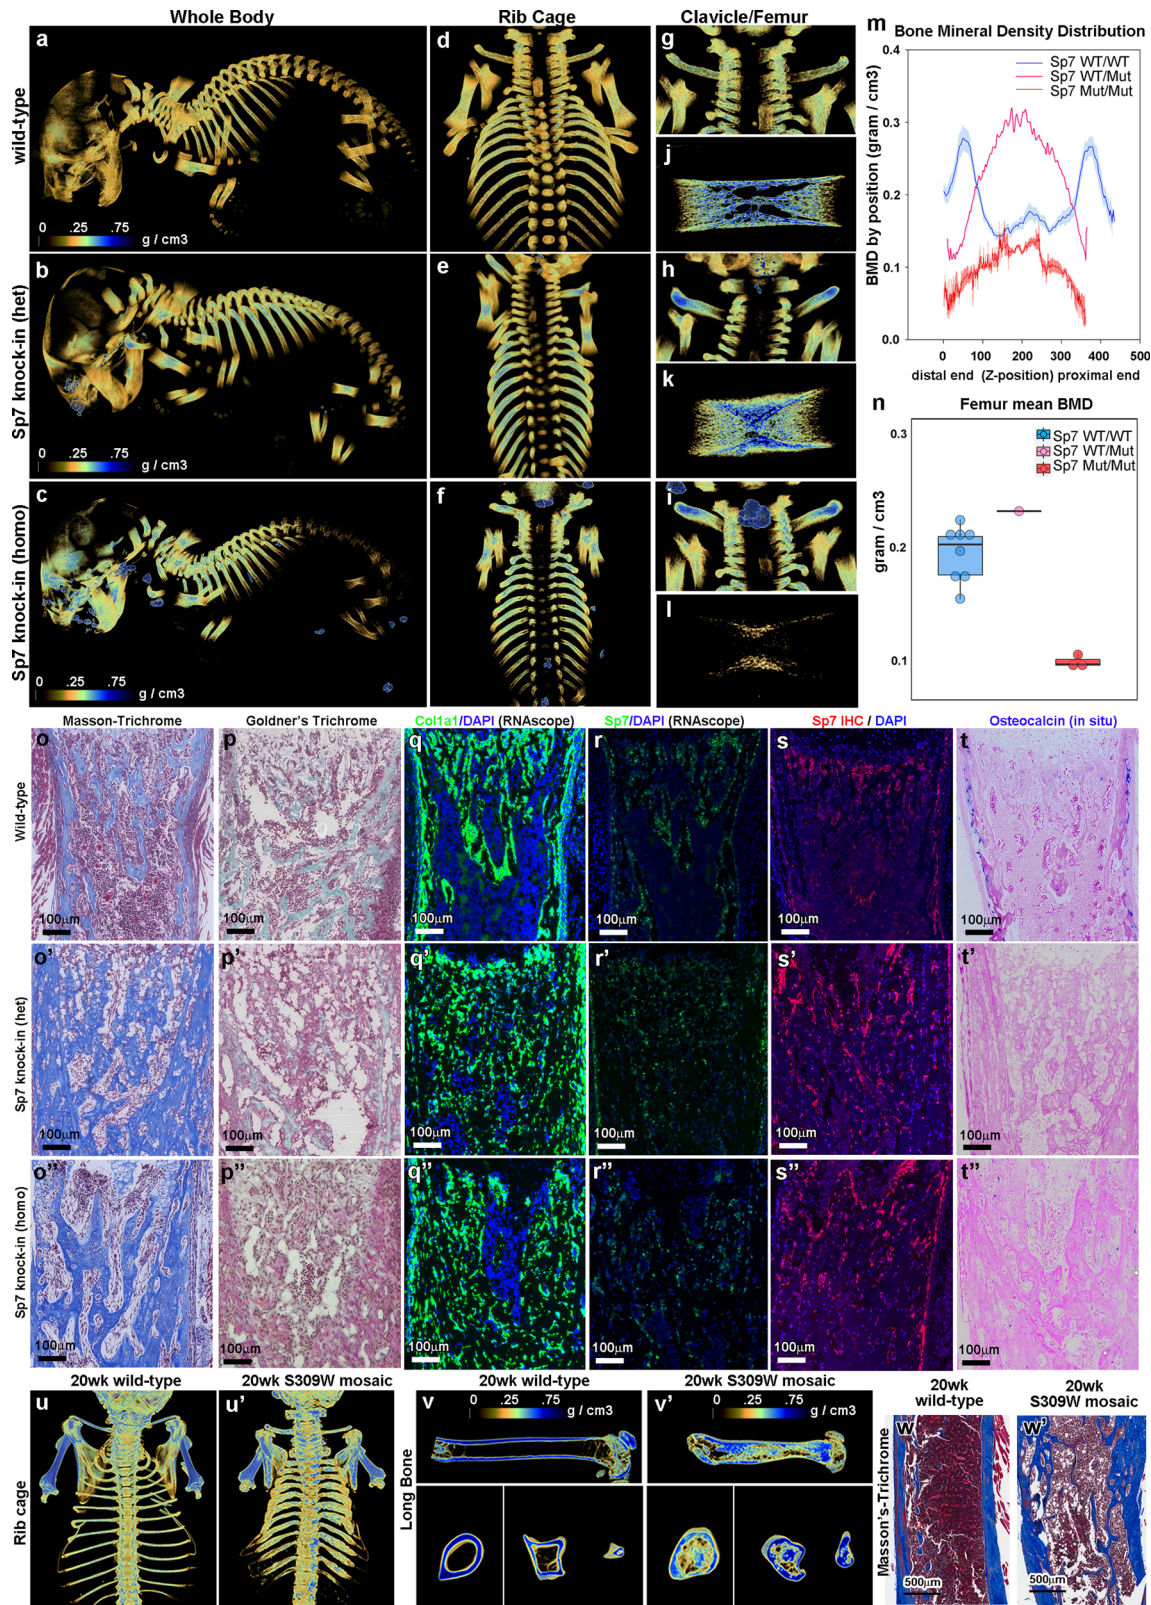 Whole Body
Rib Cage
Clavicle/Femur
wild-type
a
0 .25 .75
g / cm3
d
g
j
Sp7 knock-in (het)
b
0 .25 .75
g / cm3
e
h
k
Sp7 knock-in (homo)
c
0 .25 .75
g / cm3
f
i
l
m
Bone Mineral Density Distribution
0.4
0.3
0.2
0.1
0.0
BMD by position (gram / cm3)
Sp7 WT/WT
Sp7 WT/Mut
Sp7 Mut/Mut
0 100 200 300 400 500
distal end (Z-position) proximal end
n
Femur mean BMD
0.3
0.2
0.1
gram / cm3
Sp7 WT/WT
Sp7 WT/Mut
Sp7 Mut/Mut
Masson-Trichrome
Goldner's Trichrome
Col1a1/DAPI (RNAscope)
Sp7/DAPI (RNAscope)
Sp7 IHC / DAPI
Osteocalcin (in situ)
Wild-type
o
100µm
p
100µm
q
100µm
r
100µm
s
100µm
t
100µm
Sp7 knock-in (het)
o'
100µm
p'
100µm
q'
100µm
r'
100µm
s'
100µm
t'
100µm
Sp7 knock-in (homo)
o''
100µm
p''
100µm
q''
100µm
r''
100µm
s''
100µm
t''
100µm
20wk wild-type
20wk S309W mosaic
Rib cage
u
u'
20wk wild-type
20wk S309W mosaic
Long Bone
v
0 .25 .75
g / cm3
v'
0 .25 .75
g / cm3
20wk
wild-type
20wk
S309W mosaic
Masson's-Trichrome
w
500µm
w'
500µm